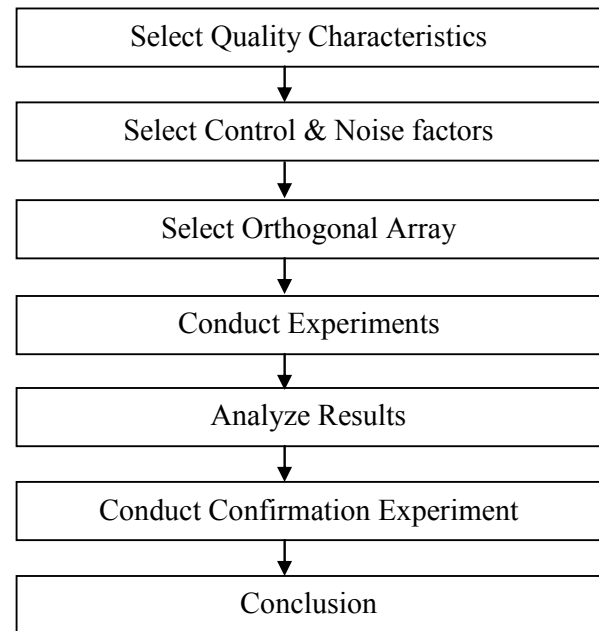 Select Quality Characteristics
Select Control & Noise factors
Select Orthogonal Array
Conduct Experiments
Analyze Results
Conduct Confirmation Experiment
Conclusion